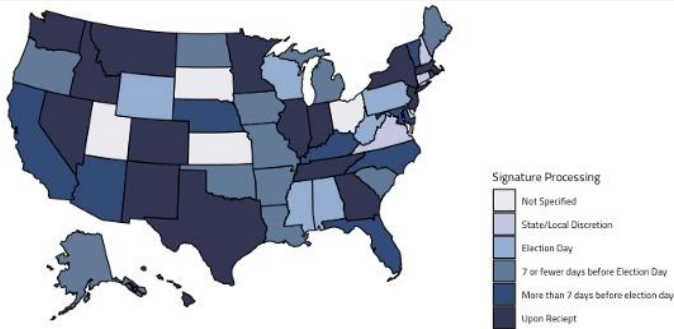 Signature Processing
Not Specified
State/Local Discretion
Election Day
7 or fewer days before Election Day
More than 7 days before election day
Upon Reciept